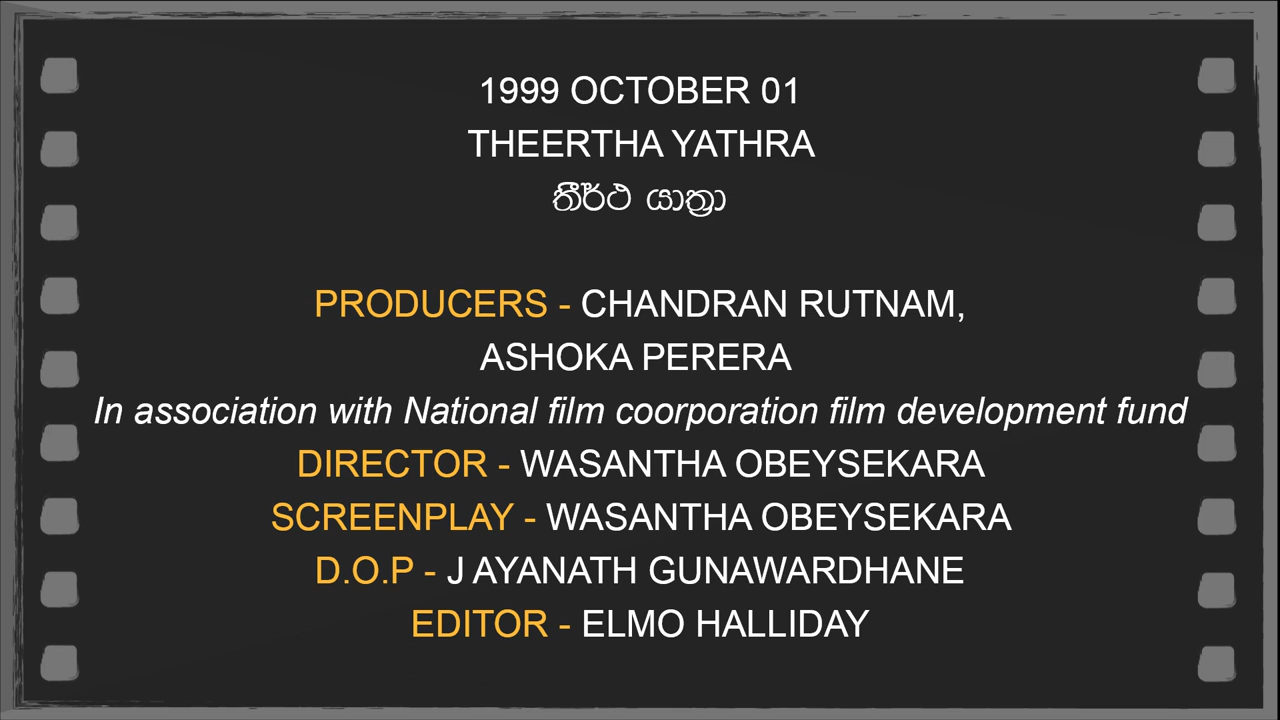 1999 OCTOBER 01
THEERTHA YATHRA
තීර්ථ යාත්‍රා
PRODUCERS - CHANDRAN RUTNAM,
ASHOKA PERERA
In association with National film coorporation film development fund
DIRECTOR - WASANTHA OBEYSEKARA
SCREENPLAY - WASANTHA OBEYSEKARA
D.O.P - J AYANATH GUNAWARDHANE
EDITOR - ELMO HALLIDAY